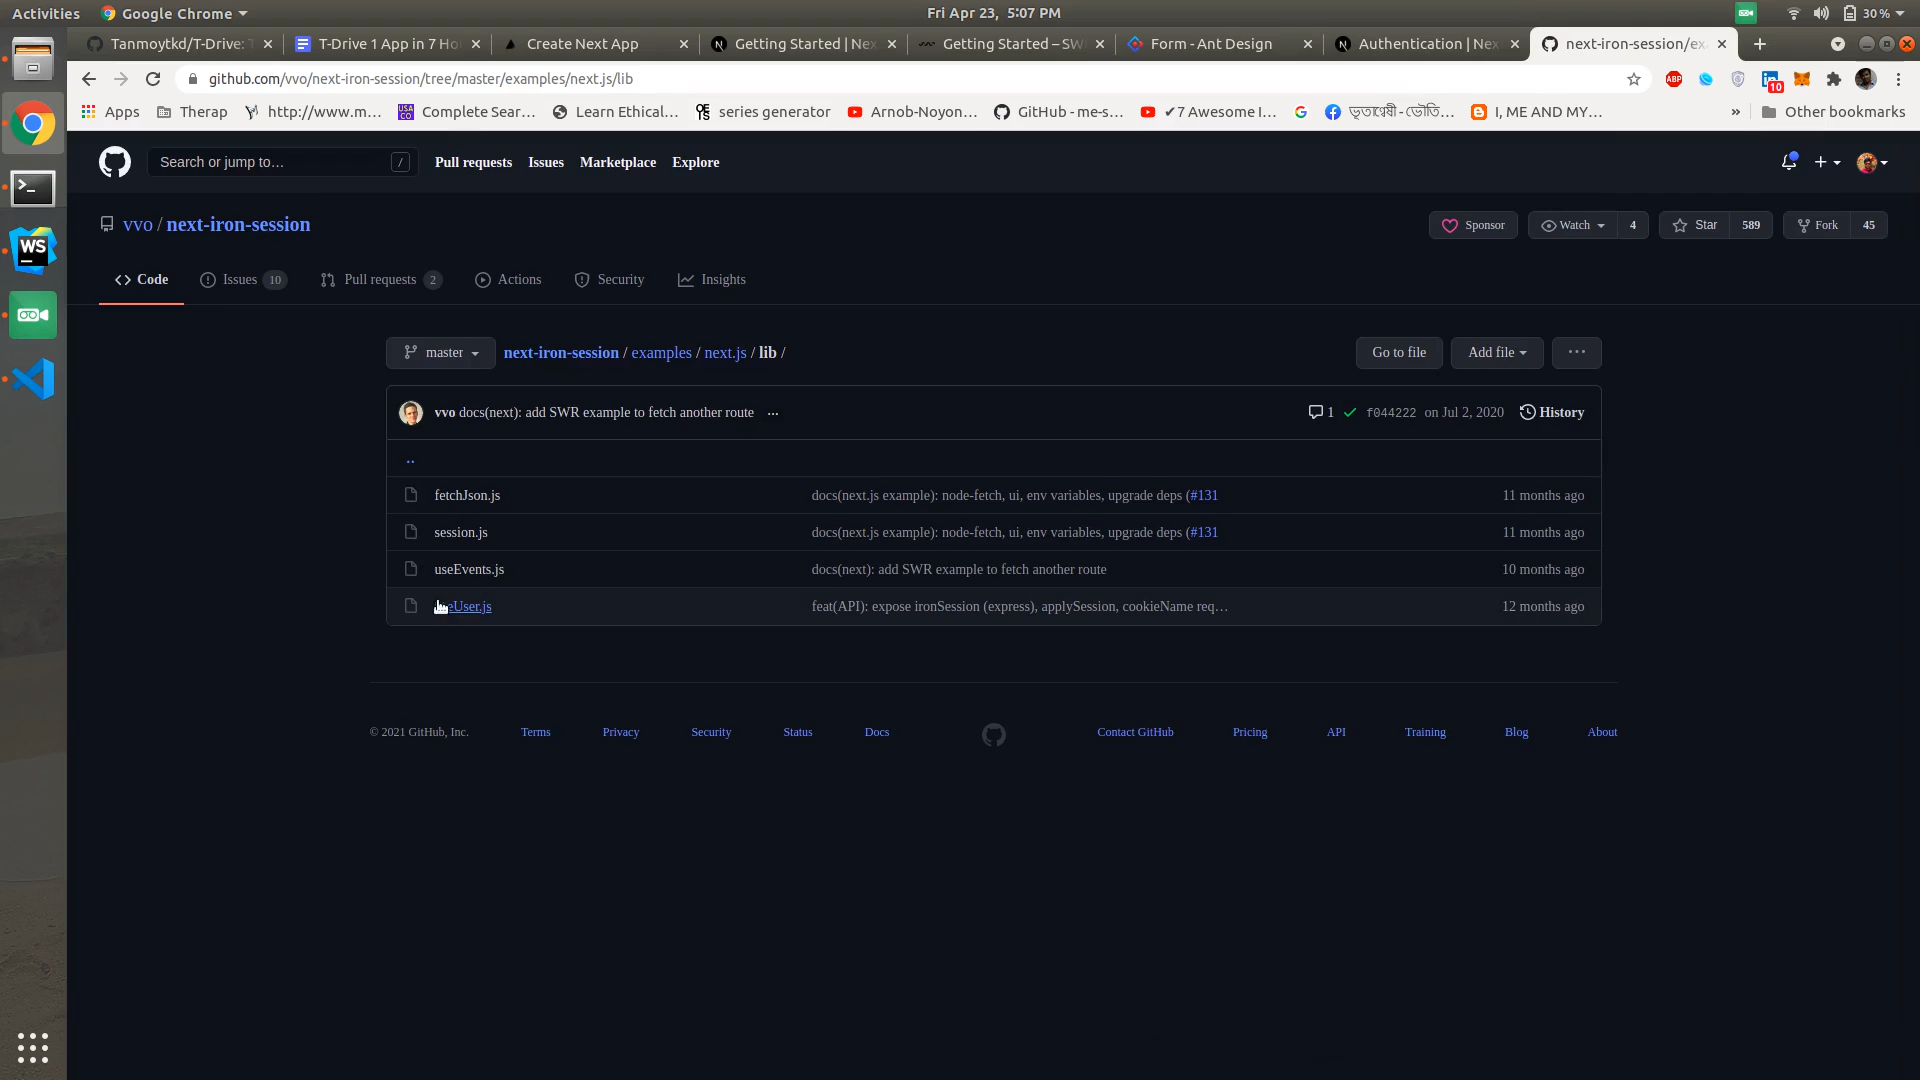 Activities Google Chrome Fri Apr 23, 5:07 PM 30 %
Tanmoytkd/T-Drive: T T-Drive 1 App in 7 Ho Create Next App Getting Started | Nex Getting Started – SW Form - Ant Design Authentication | Nex next-iron-session/ex
github.com/vvo/next-iron-session/tree/master/examples/next.js/lib ABP 10
Apps Therap http://www.m... USA CO Complete Sear... Learn Ethical... series generator Arnob-Noyon... GitHub - me-s... ✔7 Awesome I... ভূতান্বেষী - ভৌতি... I, ME AND MY... » Other bookmarks
Search or jump to… / Pull requests Issues Marketplace Explore
vvo / next-iron-session Sponsor Watch 4 Star 589 Fork 45
Code Issues 10 Pull requests 2 Actions Security Insights
master next-iron-session / examples / next.js / lib / Go to file Add file ...
vvo docs(next): add SWR example to fetch another route ... 1 f044222 on Jul 2, 2020 History
..
fetchJson.js docs(next.js example): node-fetch, ui, env variables, upgrade deps (#131 11 months ago
session.js docs(next.js example): node-fetch, ui, env variables, upgrade deps (#131 11 months ago
useEvents.js docs(next): add SWR example to fetch another route 10 months ago
eUser.js feat(API): expose ironSession (express), applySession, cookieName req… 12 months ago
© 2021 GitHub, Inc. Terms Privacy Security Status Docs Contact GitHub Pricing API Training Blog About
WS